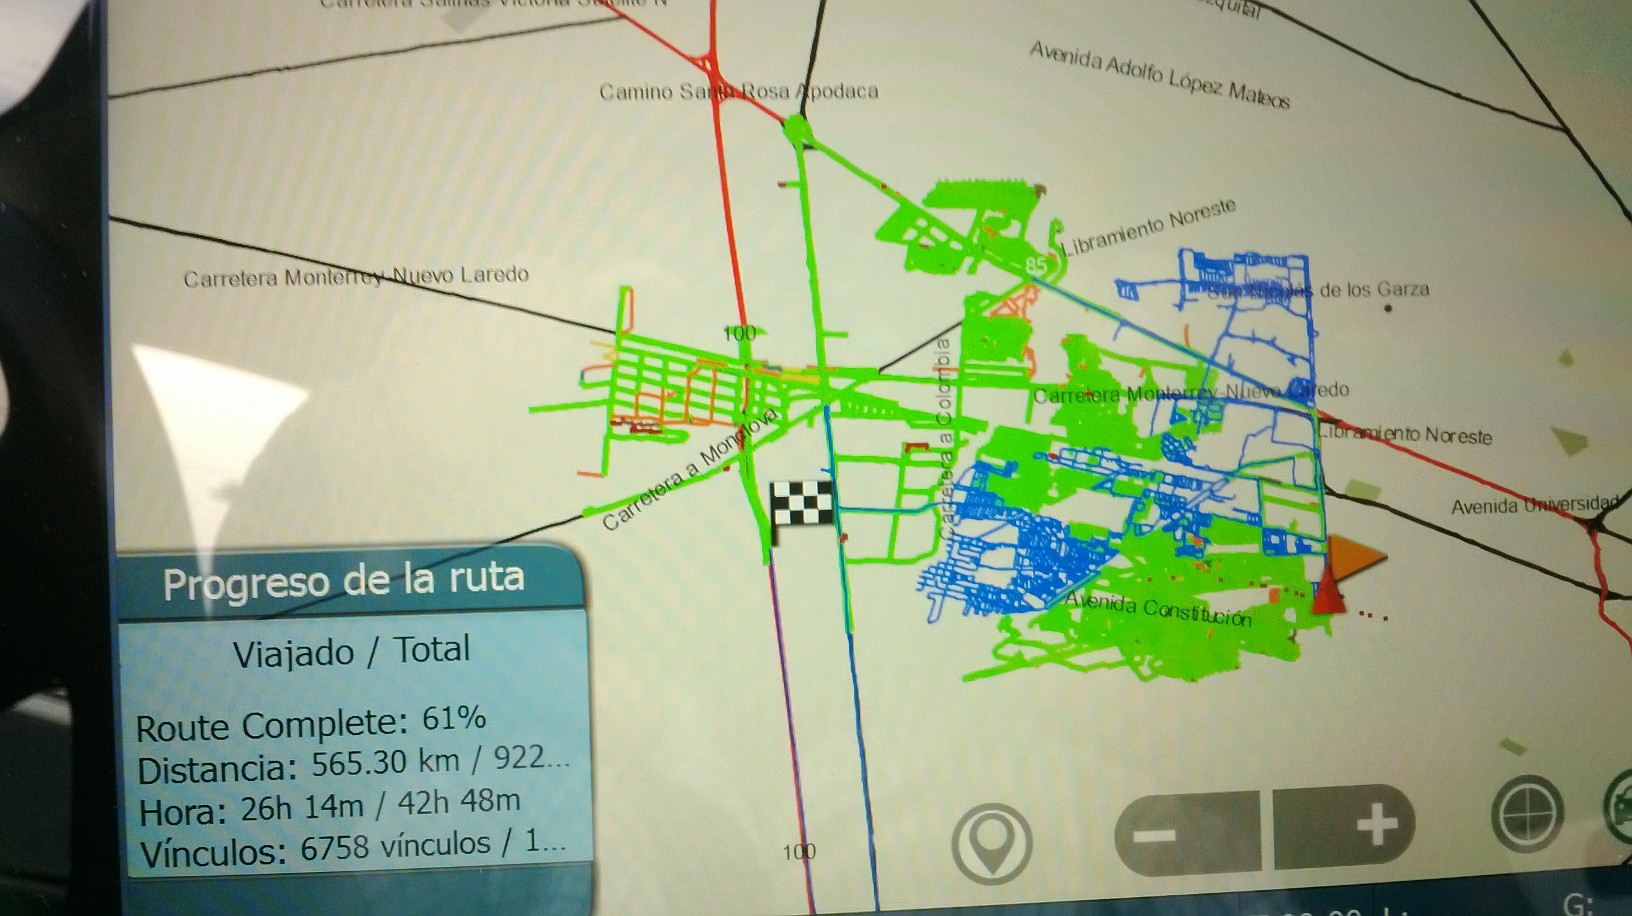 Carretera Salinas Victoria
Avenida Adolfo López Mateos
Camino Santa Rosa Apodaca
Libramiento Noreste
85
Carretera Monterrey-Nuevo Laredo
de los Garza
100
Carretera a Colombia
Carretera Monterrey-Nuevo Laredo
Libramiento Noreste
Carretera a Monclova
Avenida Universidad
Avenida Constitución
Progreso de la ruta
Viajado / Total
Route Complete: 61%
Distancia: 565.30 km / 922...
Hora: 26h 14m / 42h 48m
Vínculos: 6758 vínculos / 1...
100
G: